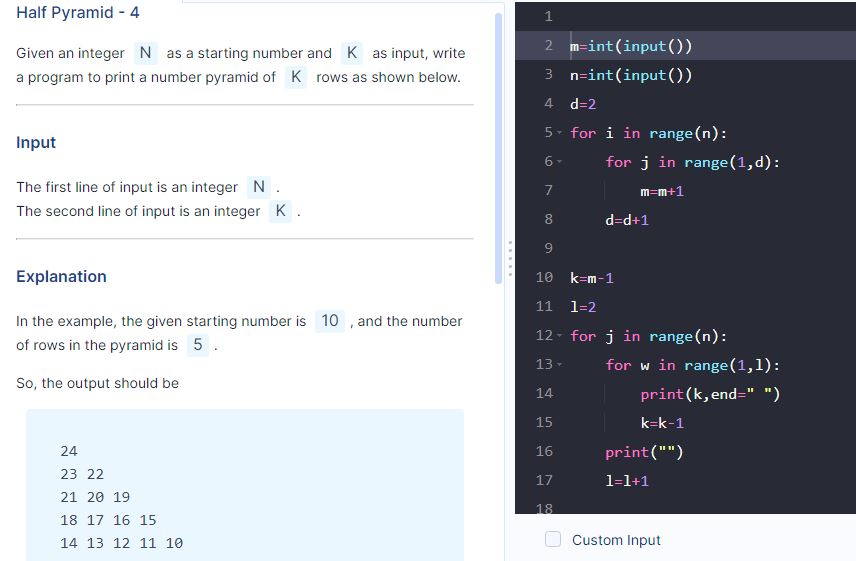 Half Pyramid - 4
Given an integer N as a starting number and K as input, write
a program to print a number pyramid of K rows as shown below.
Input
The first line of input is an integer N .
The second line of input is an integer K .
Explanation
In the example, the given starting number is 10 , and the number
of rows in the pyramid is 5 .
So, the output should be
24
23 22
21 20 19
18 17 16 15
14 13 12 11 10
1
2 m=int(input())
3 n=int(input())
4 d=2
5 for i in range(n):
6 for j in range(1,d):
7 m=m+1
8 d=d+1
9
10 k=m-1
11 l=2
12 for j in range(n):
13 for w in range(1,l):
14 print(k,end=" ")
15 k=k-1
16 print("")
17 l=l+1
18
Custom Input